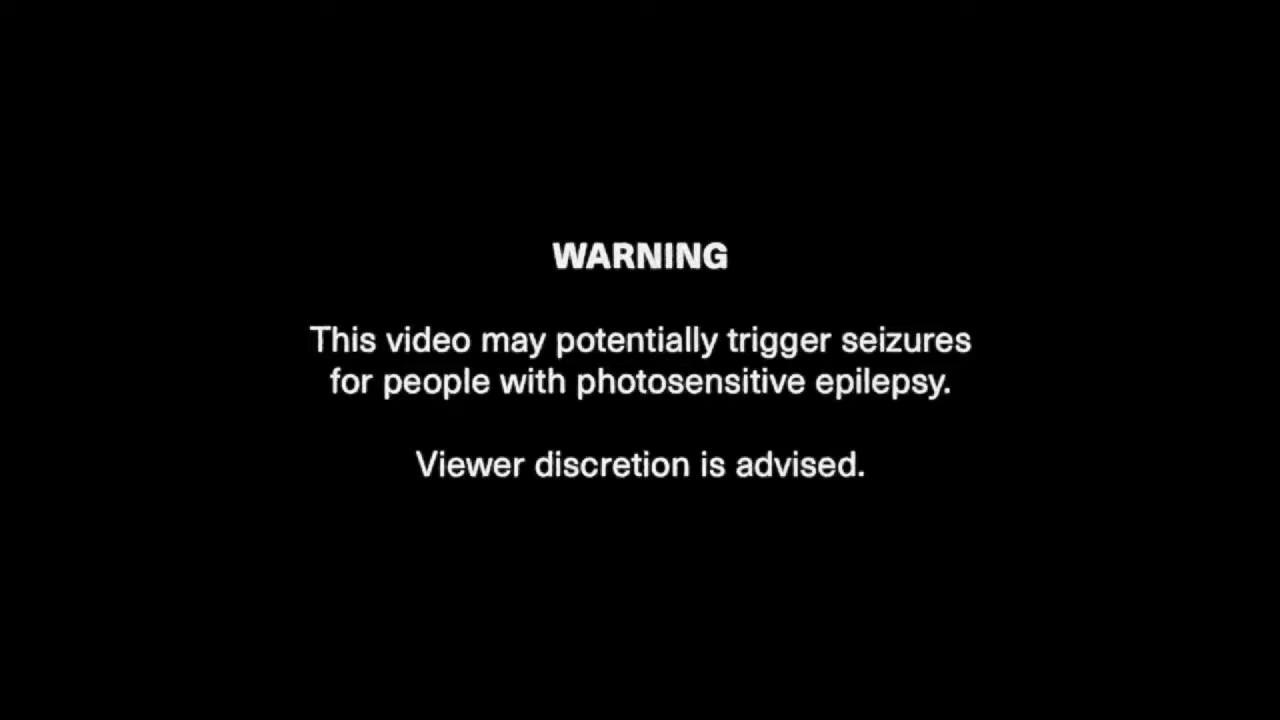 WARNING
This video may potentially trigger seizures
for people with photosensitive epilepsy.
Viewer discretion is advised.